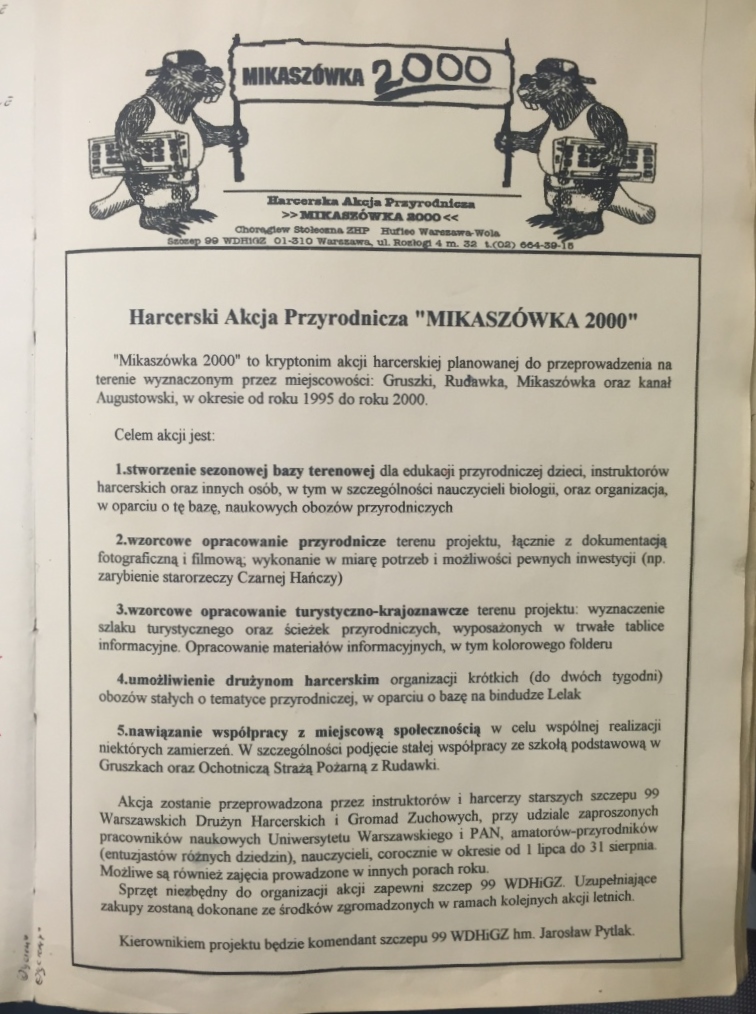 MIKASZÓWKA 2000
Harcerska Akcja Przyrodnicza
>> MIKASZÓWKA 2000 <<
Chorągiew Stołeczna ZHP Hufiec Warszawa-Wola
Szczep 99 WDHiGZ 01-310 Warszawa, ul. Rosłogi 4 m. 32 t.(02) 664-39-15
Harcerski Akcja Przyrodnicza "MIKASZÓWKA 2000"
"Mikaszówka 2000" to kryptonim akcji harcerskiej planowanej do przeprowadzenia na
terenie wyznaczonym przez miejscowości: Gruszki, Rudawka, Mikaszówka oraz kanał
Augustowski, w okresie od roku 1995 do roku 2000.
Celem akcji jest:
1.stworzenie sezonowej bazy terenowej dla edukacji przyrodniczej dzieci, instruktorów
harcerskich oraz innych osób, w tym w szczególności nauczycieli biologii, oraz organizacja,
w oparciu o tę bazę, naukowych obozów przyrodniczych
2.wzorcowe opracowanie przyrodnicze terenu projektu, łącznie z dokumentacją
fotograficzną i filmową; wykonanie w miarę potrzeb i możliwości pewnych inwestycji (np.
zarybienie starorzeczy Czarnej Hańczy)
3.wzorcowe opracowanie turystyczno-krajoznawcze terenu projektu: wyznaczenie
szlaku turystycznego oraz ścieżek przyrodniczych, wyposażonych w trwałe tablice
informacyjne. Opracowanie materiałów informacyjnych, w tym kolorowego folderu
4.umożliwienie drużynom harcerskim organizacji krótkich (do dwóch tygodni)
obozów stałych o tematyce przyrodniczej, w oparciu o bazę na bindudze Lelak
5.nawiązanie współpracy z miejscową społecznością w celu wspólnej realizacji
niektórych zamierzeń. W szczególności podjęcie stałej współpracy ze szkołą podstawową w
Gruszkach oraz Ochotniczą Strażą Pożarną z Rudawki.
Akcja zostanie przeprowadzona przez instruktorów i harcerzy starszych szczepu 99
Warszawskich Drużyn Harcerskich i Gromad Zuchowych, przy udziale zaproszonych
pracowników naukowych Uniwersytetu Warszawskiego i PAN, amatorów-przyrodników
(entuzjastów różnych dziedzin), nauczycieli, corocznie w okresie od 1 lipca do 31 sierpnia.
Możliwe są również zajęcia prowadzone w innych porach roku.
Sprzęt niezbędny do organizacji akcji zapewni szczep 99 WDHiGZ. Uzupełniające
zakupy zostaną dokonane ze środków zgromadzonych w ramach kolejnych akcji letnich.
Kierownikiem projektu będzie komendant szczepu 99 WDHiGZ hm. Jarosław Pytlak.